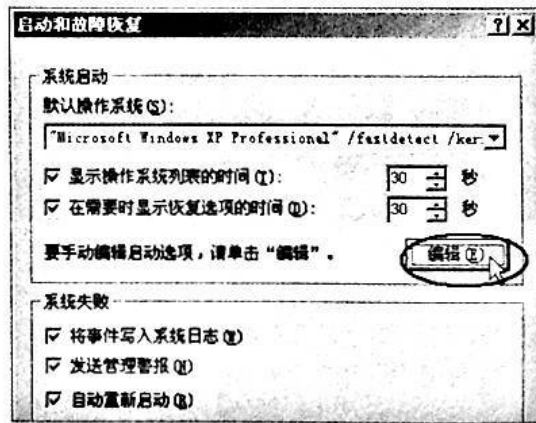 启动和故障恢复
系统启动
默认操作系统(S):
"Microsoft Windows XP Professional" /fastdetect /ker
显示操作系统列表的时间(T): 30 秒
在需要时显示恢复选项的时间(D): 30 秒
要手动编辑启动选项，请单击“编辑”。 编辑(E)
系统失败
将事件写入系统日志(W)
发送管理警报(N)
自动重新启动(R)